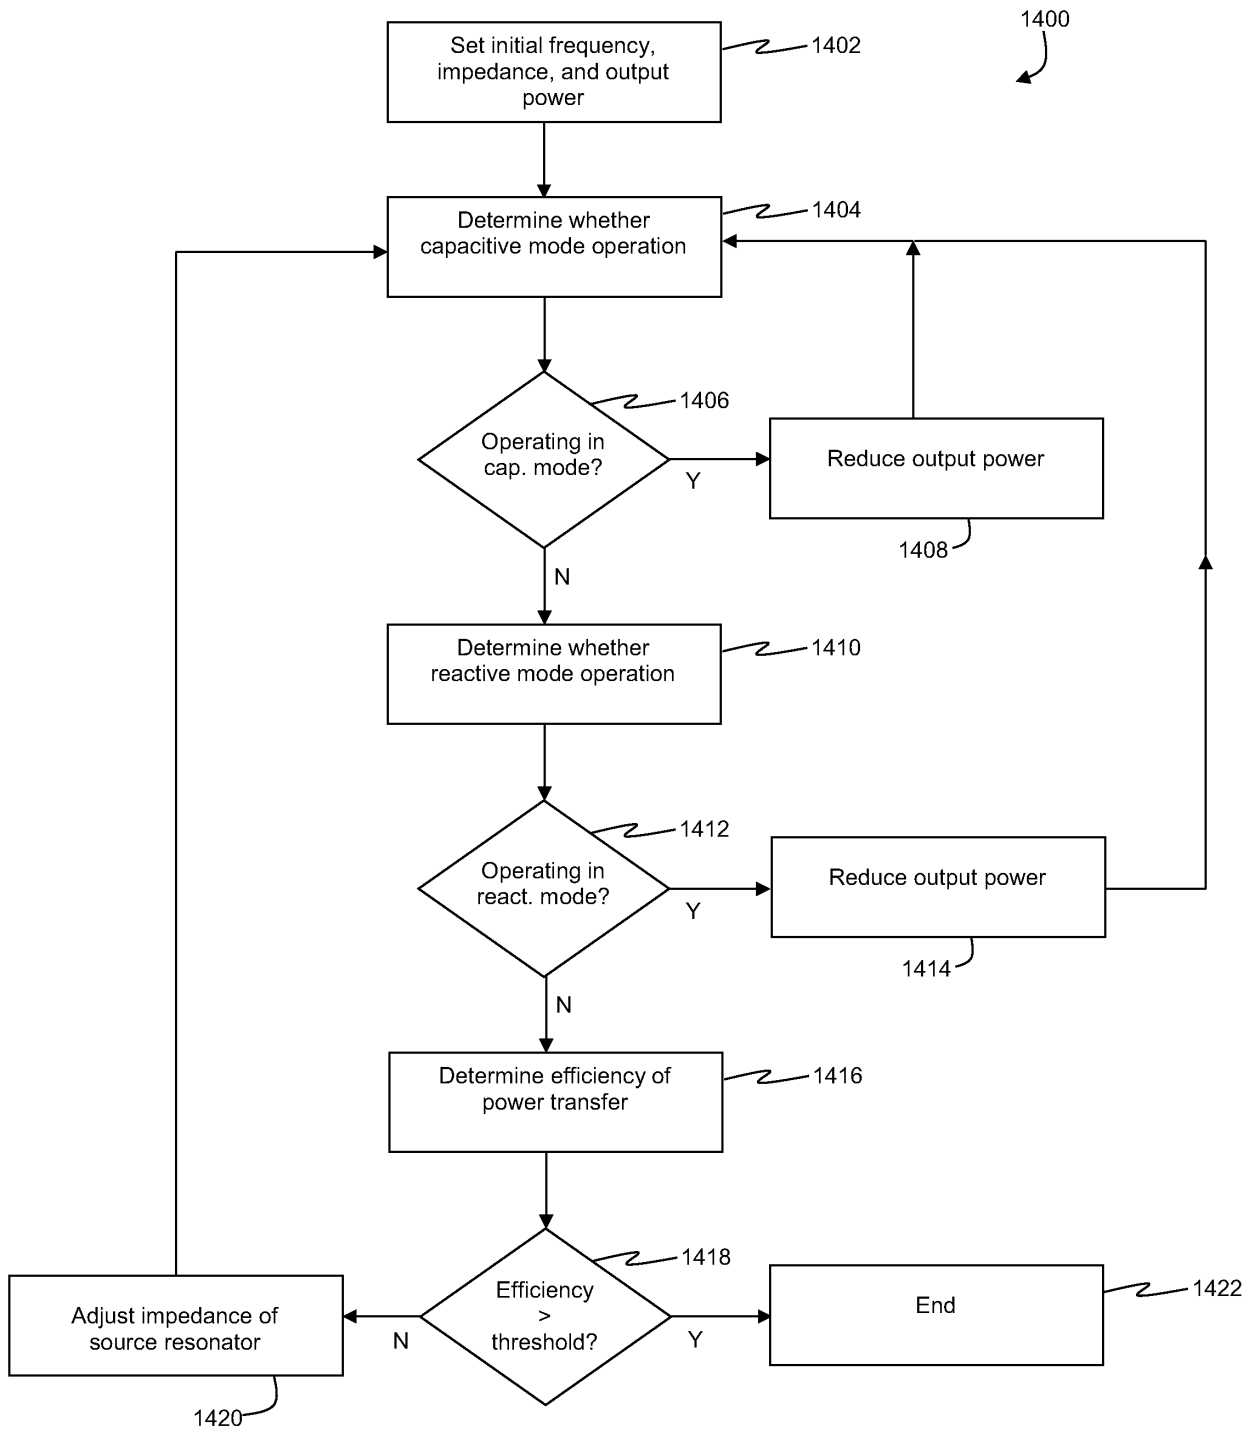 1400
Set initial frequency,
impedance, and output
power
1402
Determine whether
capacitive mode operation
1404
Operating in
cap. mode?
1406
Y
N
Reduce output power
1408
Determine whether
reactive mode operation
1410
Operating in
react. mode?
1412
Y
N
Reduce output power
1414
Determine efficiency of
power transfer
1416
Efficiency
>
threshold?
1418
N
Y
Adjust impedance of
source resonator
1420
End
1422